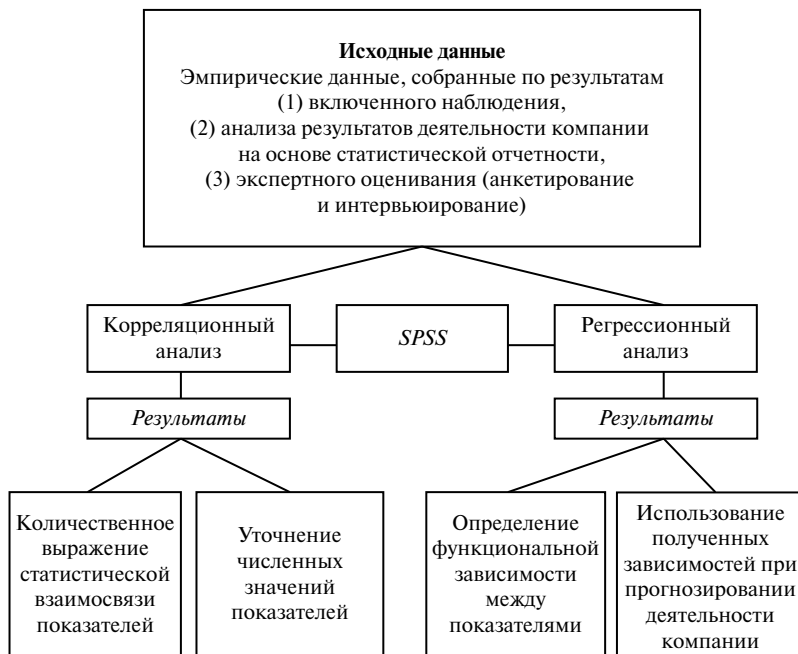 Исходные данные
Эмпирические данные, собранные по результатам
(1) включенного наблюдения,
(2) анализа результатов деятельности компании
на основе статистической отчетности,
(3) экспертного оценивания (анкетирование
и интервьюирование)
Корреляционный
анализ
SPSS
Регрессионный
анализ
Результаты
Результаты
Количественное
выражение
статистической
взаимосвязи
показателей
Уточнение
численных
значений
показателей
Определение
функциональной
зависимости
между
показателями
Использование
полученных
зависимостей при
прогнозировании
деятельности
компании